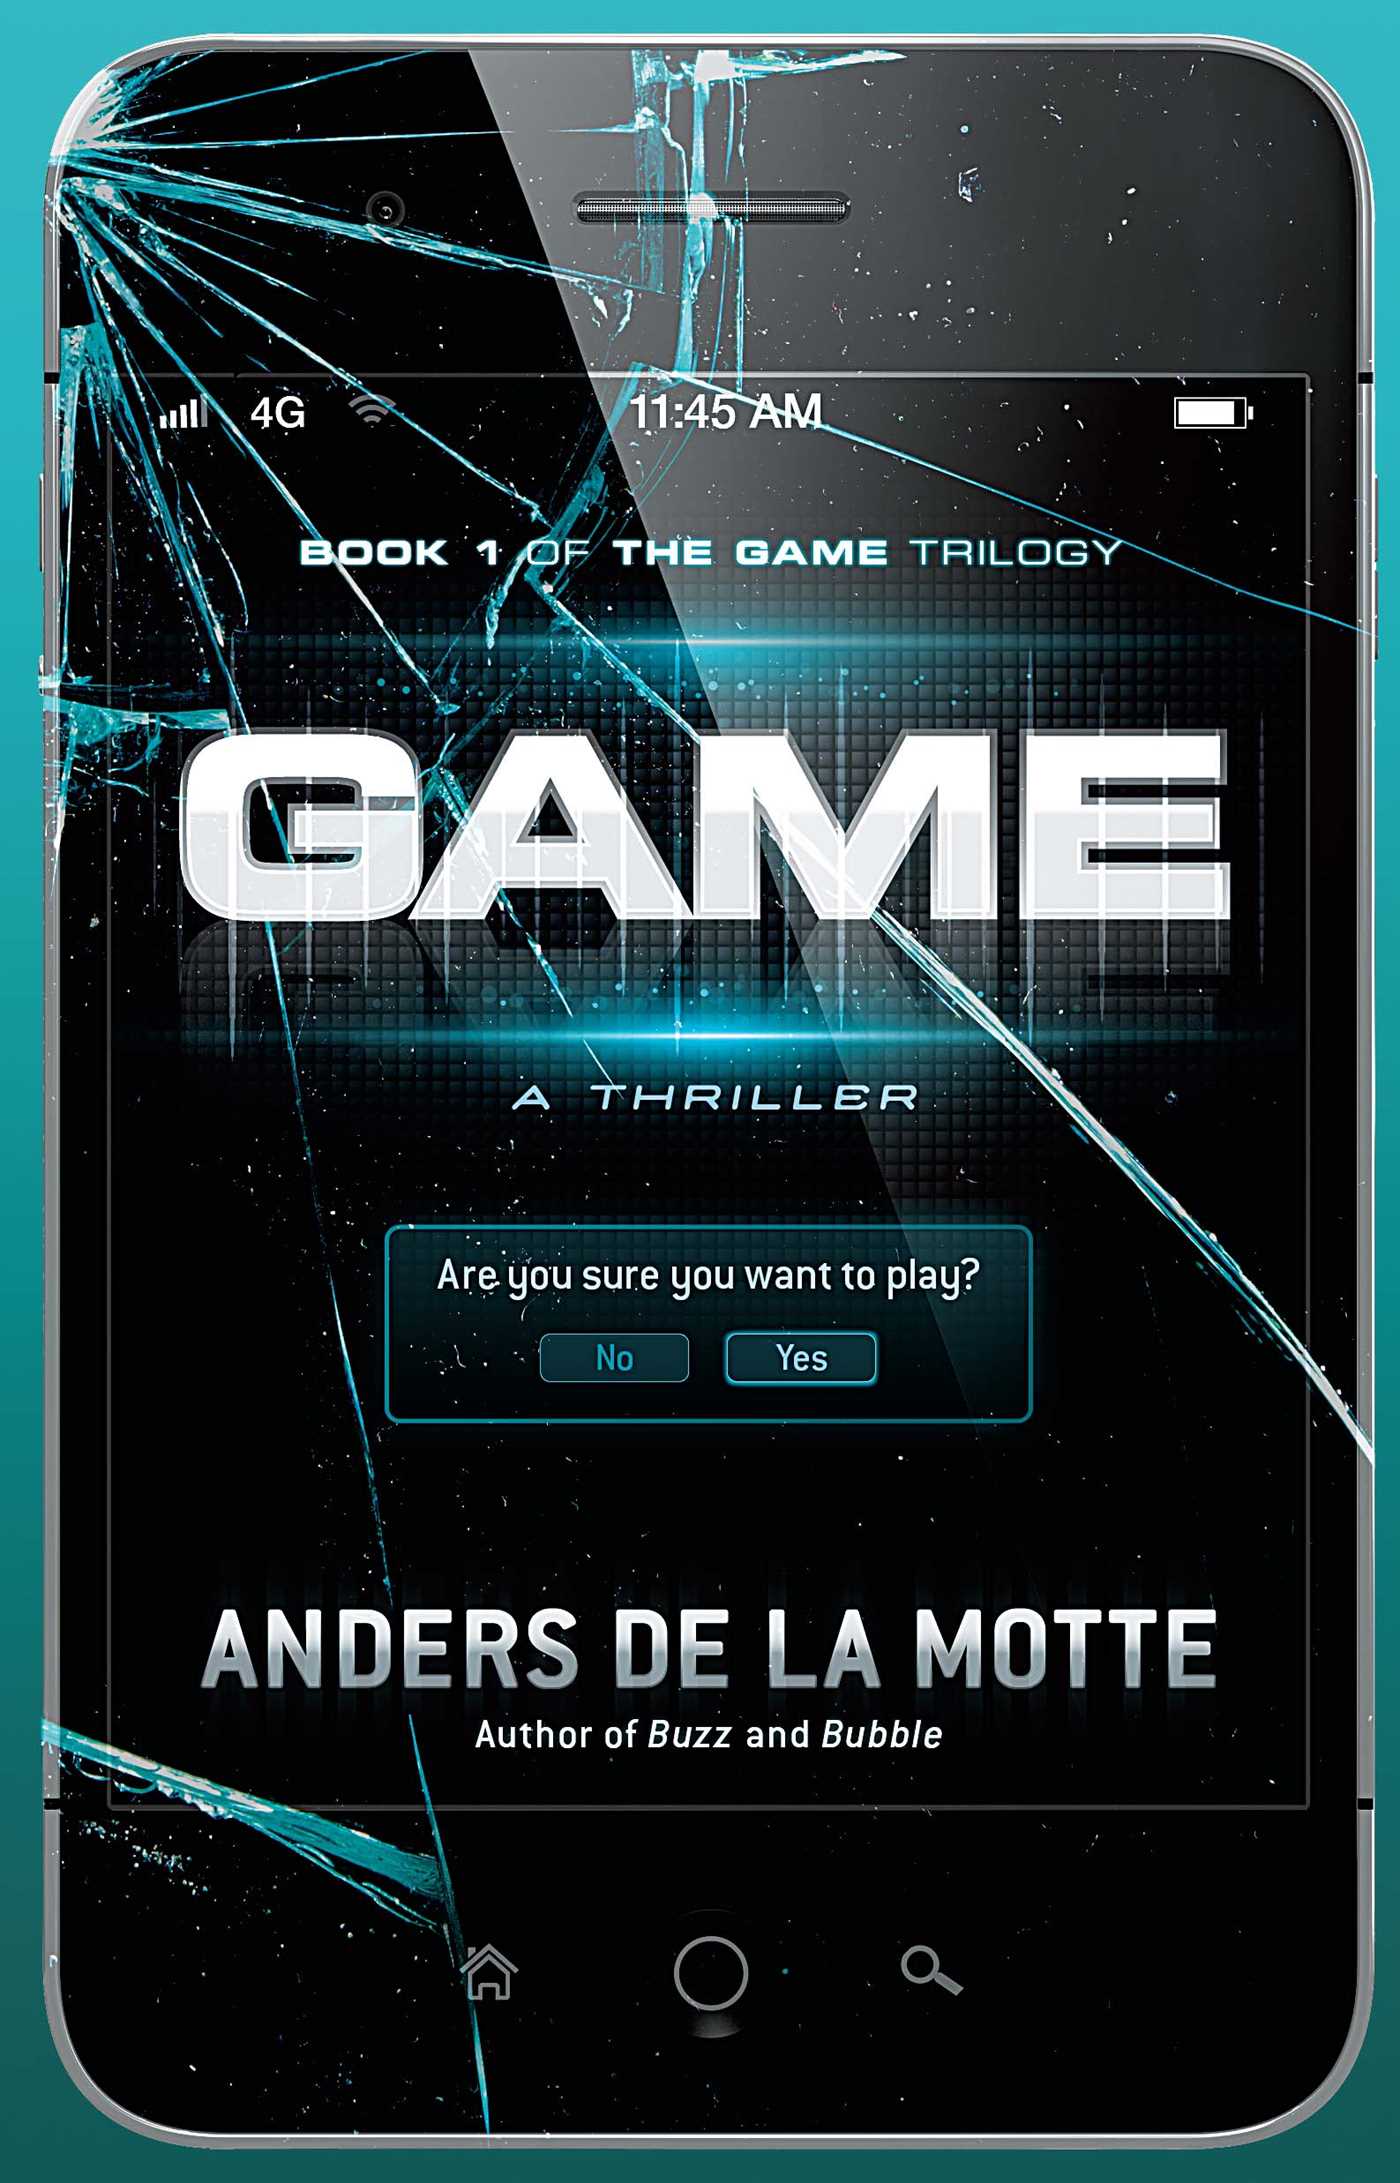 4G 11:45 AM
BOOK 1 OF THE GAME TRILOGY
GAME
A THRILLER
Are you sure you want to play?
No Yes
ANDERS DE LA MOTTE
Author of Buzz and Bubble